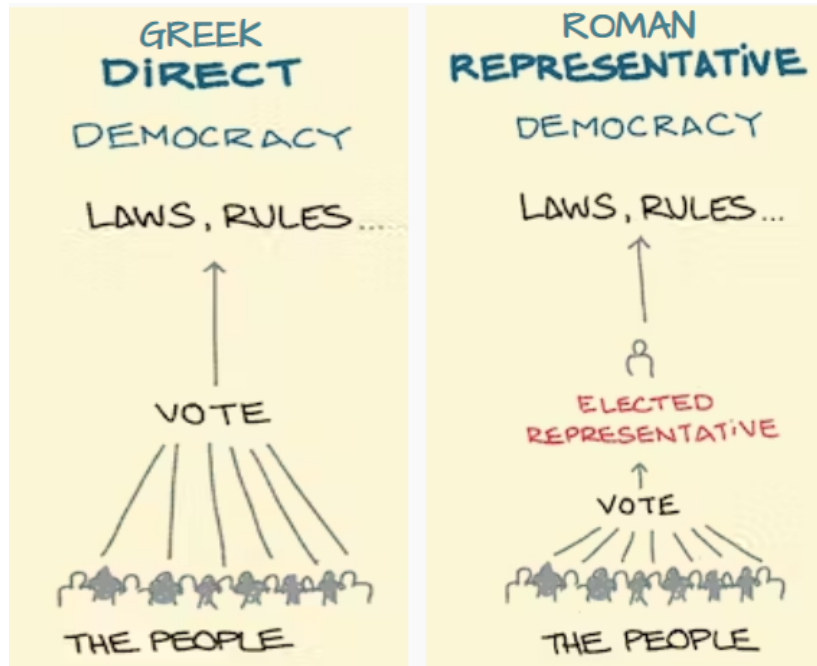 GREEK
DiRECT
DEMOCRACY
LAWS, RULES....
VOTE
THE PEOPLE
ROMAN
REPRESENTATiVE
DEMOCRACY
LAWS, RULES...
ELECTED
REPRESENTATiVE
VOTE
THE PEOPLE